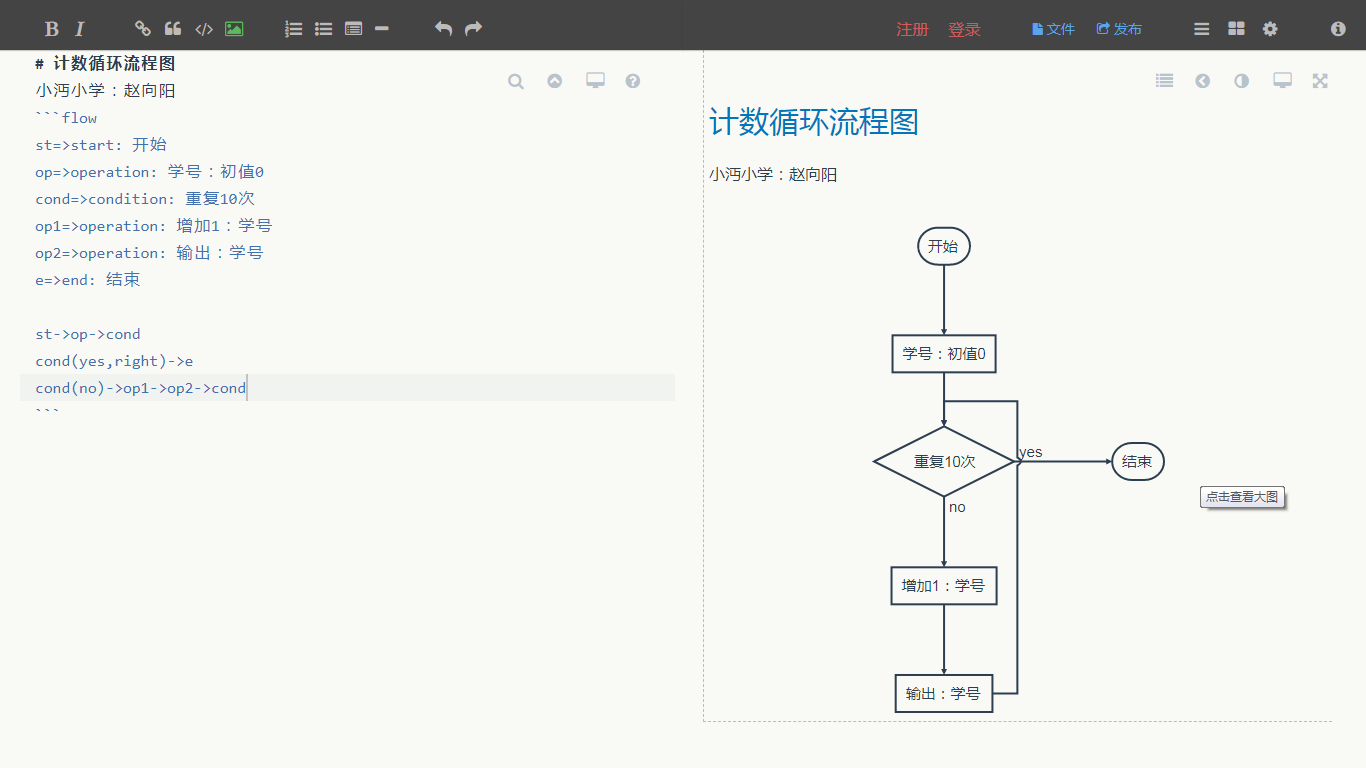 注册 登录 文件 发布
# 计数循环流程图
小沔小学：赵向阳
```flow
st=>start: 开始
op=>operation: 学号：初值0
cond=>condition: 重复10次
op1=>operation: 增加1：学号
op2=>operation: 输出：学号
e=>end: 结束
st->op->cond
cond(yes,right)->e
cond(no)->op1->op2->cond
```
计数循环流程图
小沔小学：赵向阳
开始
学号：初值0
重复10次
yes
结束
no
增加1：学号
输出：学号
点击查看大图